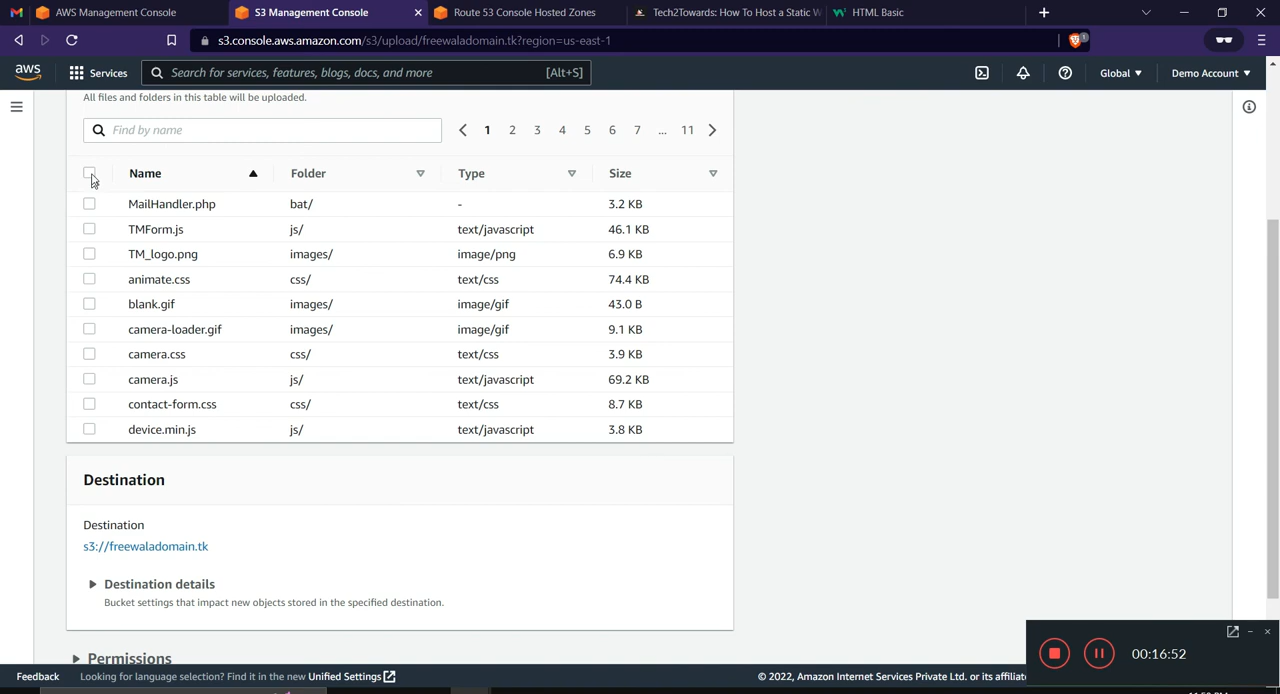 AWS Management Console
S3 Management Console
Route 53 Console Hosted Zones
Tech2Towards: How To Host a Static W
HTML Basic
s3.console.aws.amazon.com/s3/upload/freewaladomain.tk?region=us-east-1
1
aws
Services
Search for services, features, blogs, docs, and more
[Alt+S]
Global
Demo Account
All files and folders in this table will be uploaded.
Find by name
1 2 3 4 5 6 7 ... 11
Name Folder Type Size
MailHandler.php bat/ - 3.2 KB
TMForm.js js/ text/javascript 46.1 KB
TM_logo.png images/ image/png 6.9 KB
animate.css css/ text/css 74.4 KB
blank.gif images/ image/gif 43.0 B
camera-loader.gif images/ image/gif 9.1 KB
camera.css css/ text/css 3.9 KB
camera.js js/ text/javascript 69.2 KB
contact-form.css css/ text/css 8.7 KB
device.min.js js/ text/javascript 3.8 KB
Destination
Destination
s3://freewaladomain.tk
Destination details
Bucket settings that impact new objects stored in the specified destination.
Permissions
00:16:52
Feedback
Looking for language selection? Find it in the new Unified Settings
© 2022, Amazon Internet Services Private Ltd. or its affiliate